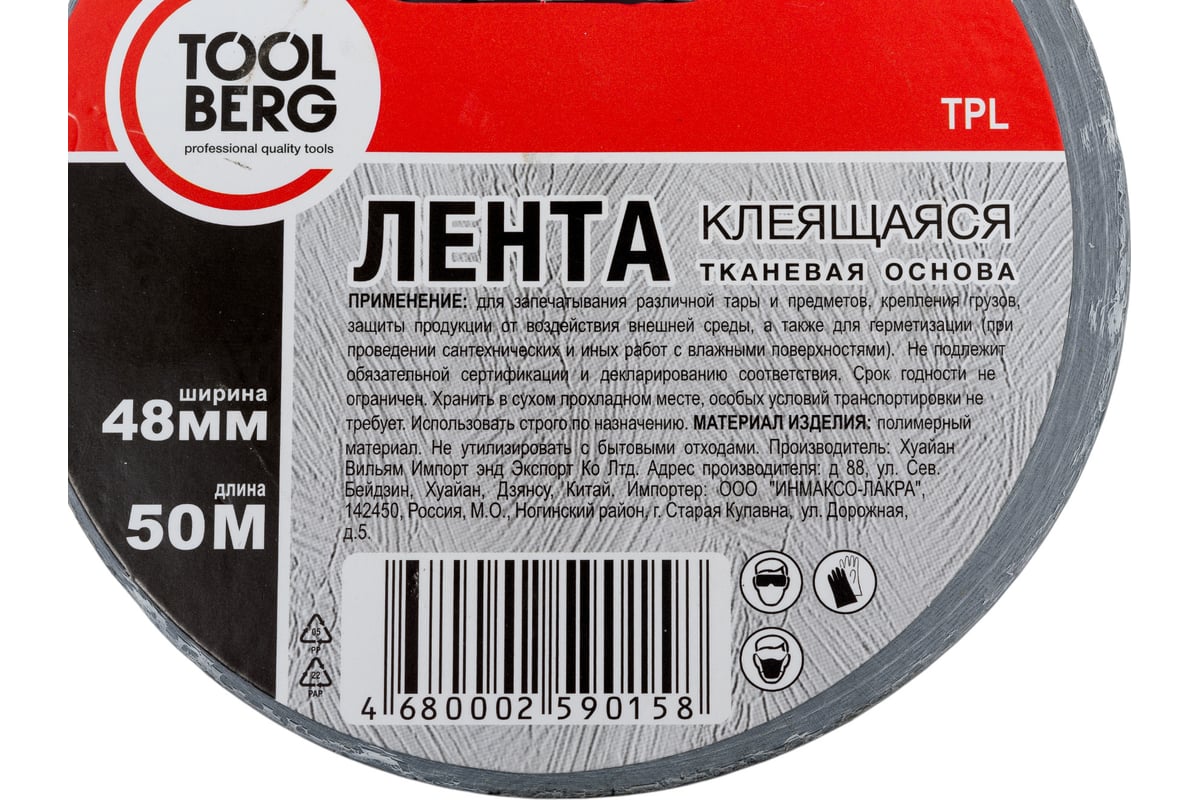 TOOL
BERG
professional quality tools
TPL
ЛЕНТА
КЛЕЯЩАЯСЯ
ТКАНЕВАЯ ОСНОВА
ПРИМЕНЕНИЕ: для запечатывания различной тары и предметов, крепления грузов,
защиты продукции от воздействия внешней среды, а также для герметизации (при
проведении сантехнических и иных работ с влажными поверхностями). Не подлежит
обязательной сертификации и декларированию соответствия. Срок годности не
ограничен. Хранить в сухом прохладном месте, особых условий транспортировки не
требует. Использовать строго по назначению. МАТЕРИАЛ ИЗДЕЛИЯ: полимерный
материал. Не утилизировать с бытовыми отходами. Производитель: Хуайан
Вильям Импорт энд Экспорт Ко Лтд. Адрес производителя: д 88, ул. Сев.
Бейдзин, Хуайан, Дзянсу, Китай. Импортер: ООО "ИНМАКСО-ЛАКРА",
142450, Россия, М.О., Ногинский район, г. Старая Кулавна, ул. Дорожная,
д.5.
ширина
48мм
длина
50М
05
PP
22
PAP
4 680002 590158